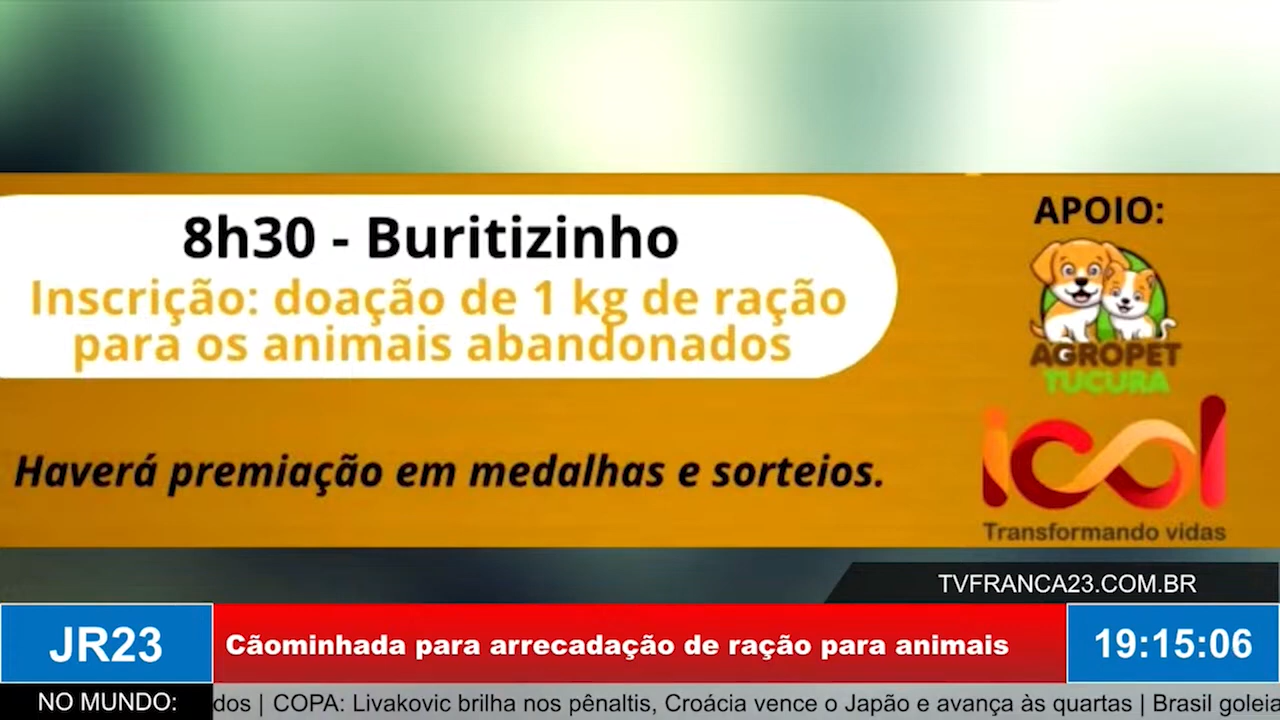 8h30 - Buritizinho
Inscrição: doação de 1 kg de ração
para os animais abandonados
Haverá premiação em medalhas e sorteios.
APOIO:
AGROPET
TUCURA
icol
Transformando vidas
TVFRANCA23.COM.BR
JR23
Cãominhada para arrecadação de ração para animais
19:15:06
NO MUNDO:
dos | COPA: Livakovic brilha nos pênaltis, Croácia vence o Japão e avança às quartas | Brasil goleia